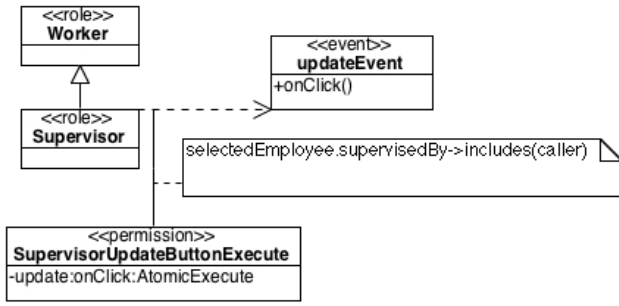 <<role>>
Worker
<<event>>
updateEvent
+onClick()
<<role>>
Supervisor
selectedEmployee.supervisedBy->includes(caller)
<<permission>>
SupervisorUpdateButtonExecute
-update:onClick:AtomicExecute